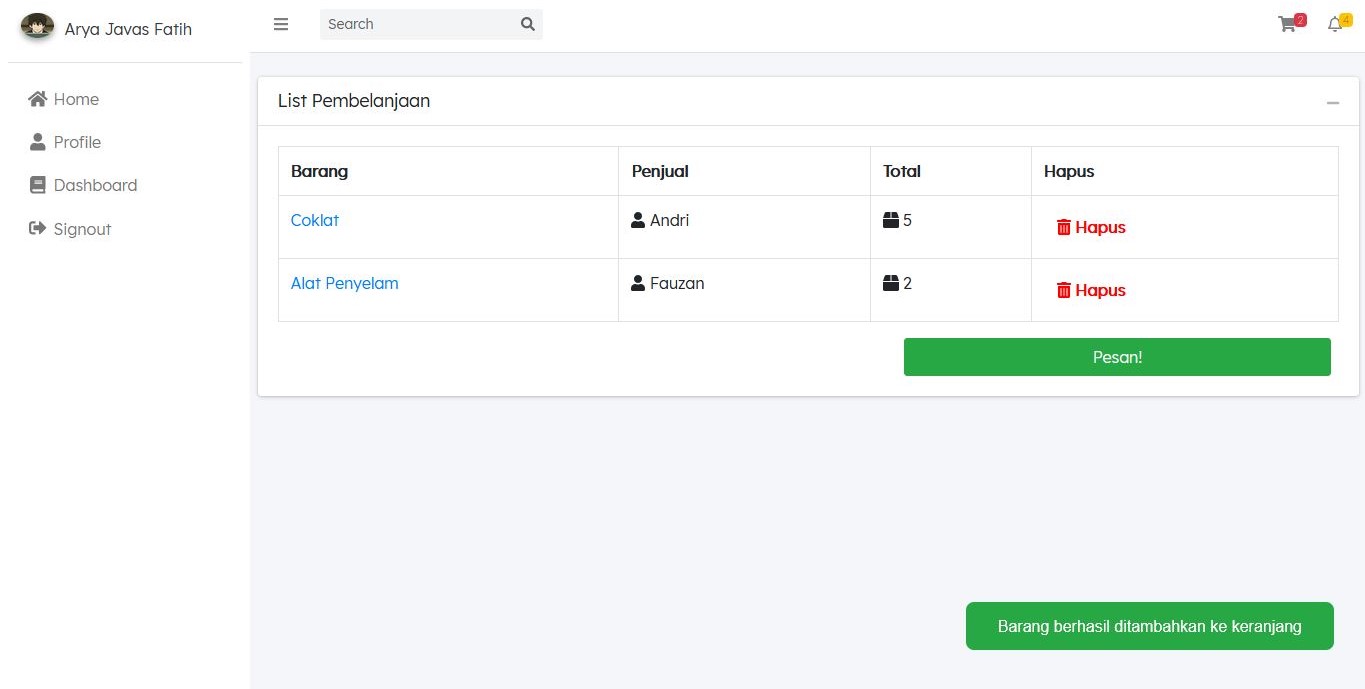 Arya Javas Fatih
Search
2
4
Home
Profile
Dashboard
Signout
List Pembelanjaan
Barang Penjual Total Hapus
Coklat Andri 5 Hapus
Alat Penyelam Fauzan 2 Hapus
Pesan!
Barang berhasil ditambahkan ke keranjang